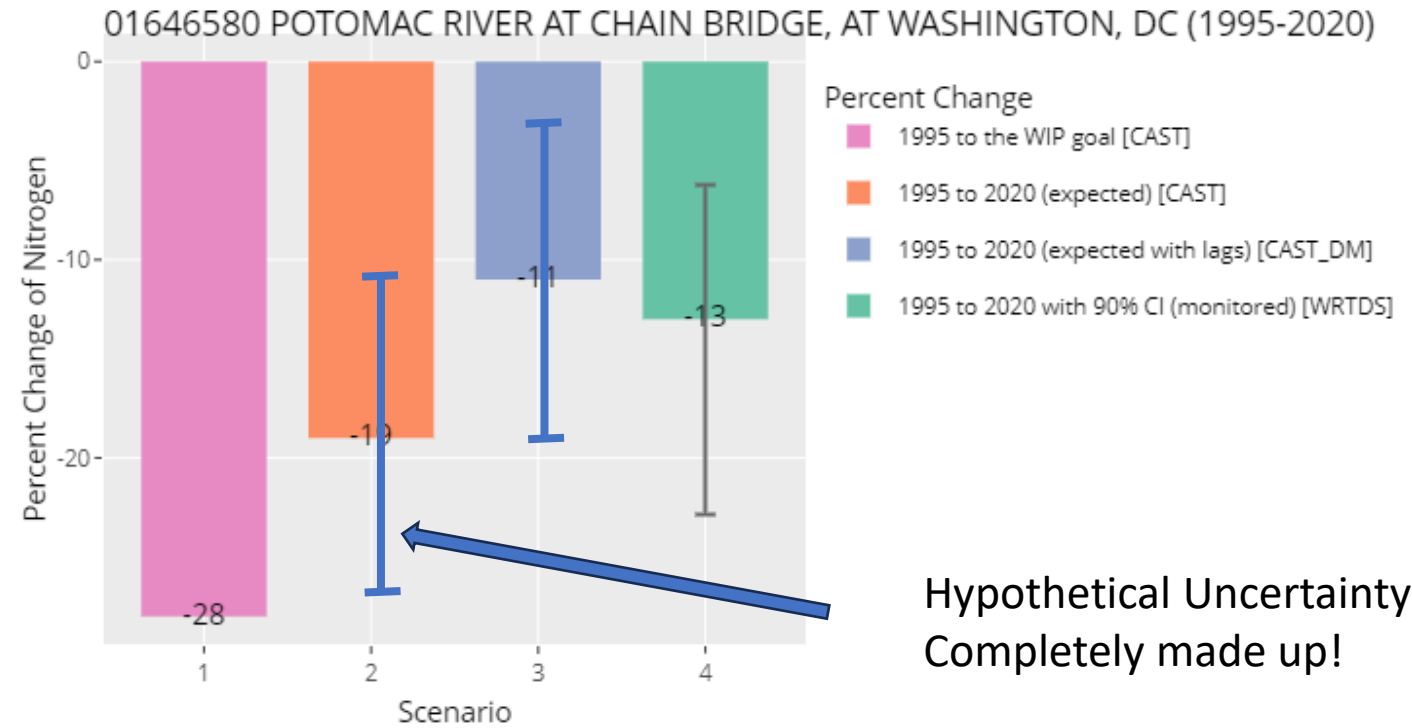 01646580 POTOMAC RIVER AT CHAIN BRIDGE, AT WASHINGTON, DC (1995-2020)
Percent Change of Nitrogen
0
-10
-20
-28
-19
-11
-13
1
2
3
4
Scenario
Percent Change
1995 to the WIP goal [CAST]
1995 to 2020 (expected) [CAST]
1995 to 2020 (expected with lags) [CAST_DM]
1995 to 2020 with 90% CI (monitored) [WRTDS]
Hypothetical Uncertainty
Completely made up!